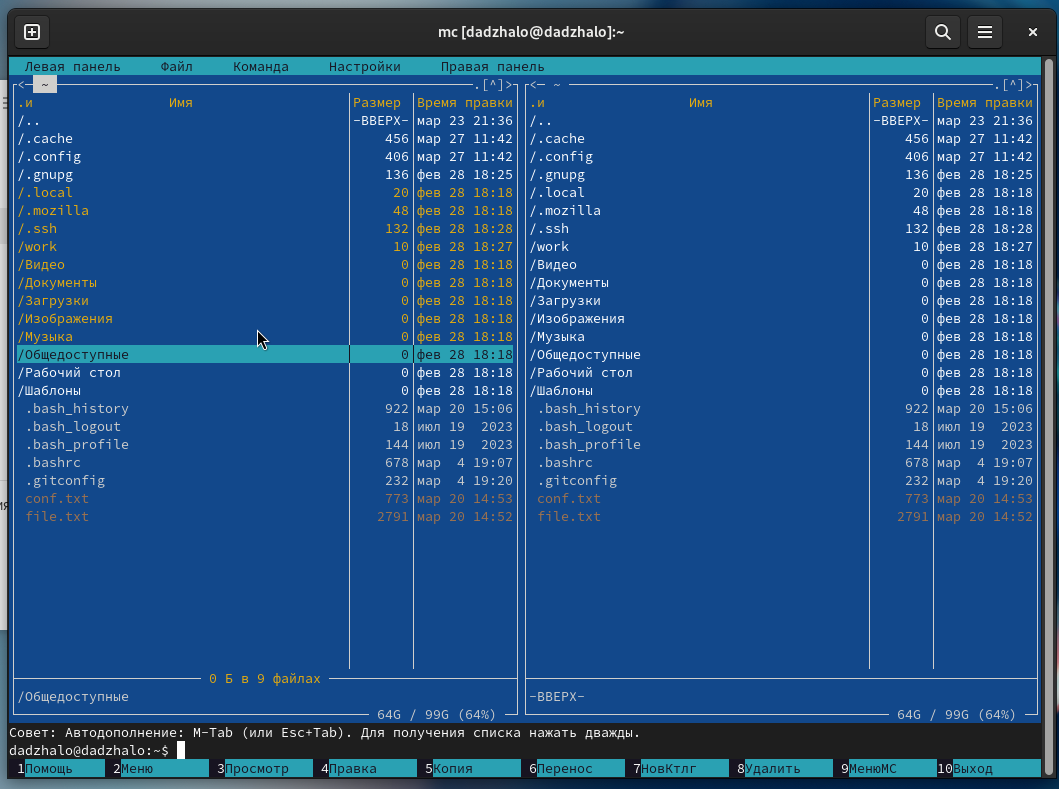 mc [dadzhalo@dadzhalo]:~
Левая панель Файл Команда Настройки Правая панель
<─ ~ .[^]> <─ ~ .[^]>
.и Имя Размер Время правки .и Имя Размер Время правки
/.. -ВВЕРХ- мар 23 21:36 /.. -ВВЕРХ- мар 23 21:36
/.cache 456 мар 27 11:42 /.cache 456 мар 27 11:42
/.config 406 мар 27 11:42 /.config 406 мар 27 11:42
/.gnupg 136 фев 28 18:25 /.gnupg 136 фев 28 18:25
/.local 20 фев 28 18:18 /.local 20 фев 28 18:18
/.mozilla 48 фев 28 18:18 /.mozilla 48 фев 28 18:18
/.ssh 132 фев 28 18:28 /.ssh 132 фев 28 18:28
/work 10 фев 28 18:27 /work 10 фев 28 18:27
/Видео 0 фев 28 18:18 /Видео 0 фев 28 18:18
/Документы 0 фев 28 18:18 /Документы 0 фев 28 18:18
/Загрузки 0 фев 28 18:18 /Загрузки 0 фев 28 18:18
/Изображения 0 фев 28 18:18 /Изображения 0 фев 28 18:18
/Музыка 0 фев 28 18:18 /Музыка 0 фев 28 18:18
/Общедоступные 0 фев 28 18:18 /Общедоступные 0 фев 28 18:18
/Рабочий стол 0 фев 28 18:18 /Рабочий стол 0 фев 28 18:18
/Шаблоны 0 фев 28 18:18 /Шаблоны 0 фев 28 18:18
.bash_history 922 мар 20 15:06 .bash_history 922 мар 20 15:06
.bash_logout 18 июл 19 2023 .bash_logout 18 июл 19 2023
.bash_profile 144 июл 19 2023 .bash_profile 144 июл 19 2023
.bashrc 678 мар 4 19:07 .bashrc 678 мар 4 19:07
.gitconfig 232 мар 4 19:20 .gitconfig 232 мар 4 19:20
conf.txt 773 мар 20 14:53 conf.txt 773 мар 20 14:53
file.txt 2791 мар 20 14:52 file.txt 2791 мар 20 14:52
0 Б в 9 файлах
/Общедоступные -ВВЕРХ-
64G / 99G (64%) 64G / 99G (64%)
Совет: Автодополнение: M-Tab (или Esc+Tab). Для получения списка нажать дважды.
dadzhalo@dadzhalo:~$
1Помощь 2Меню 3Просмотр 4Правка 5Копия 6Перенос 7НовКтлг 8Удалить 9МенюМС 10Выход